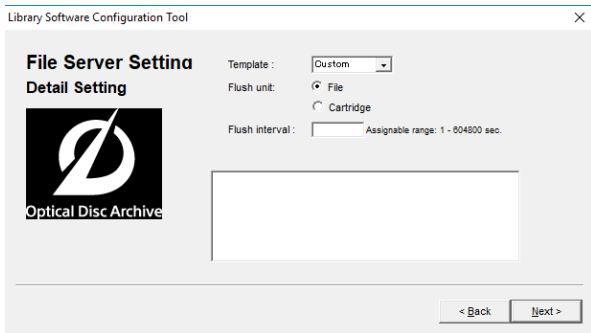 Library Software Configuration Tool
File Server Setting
Detail Setting
Optical Disc Archive
Template :
Custom
Flush unit:
File
Cartridge
Flush interval :
Assignable range: 1 - 604800 sec.
< Back
Next >